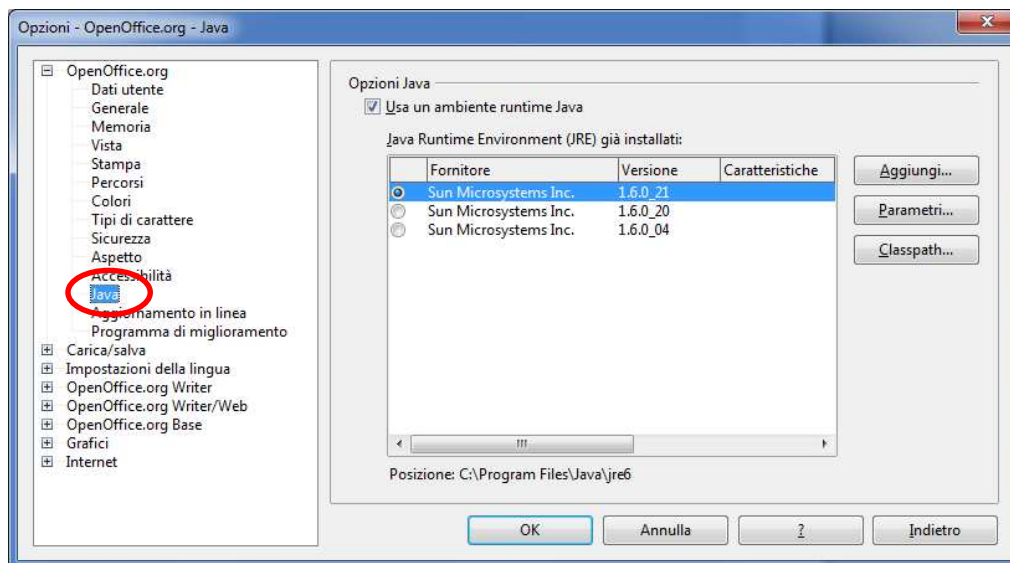 Opzioni - OpenOffice.org - Java
OpenOffice.org
Dati utente
Generale
Memoria
Vista
Stampa
Percorsi
Colori
Tipi di carattere
Sicurezza
Aspetto
Accessibilità
Java
Aggiornamento in linea
Programma di miglioramento
Carica/salva
Impostazioni della lingua
OpenOffice.org Writer
OpenOffice.org Writer/Web
OpenOffice.org Base
Grafici
Internet
Opzioni Java
Usa un ambiente runtime Java
Java Runtime Environment (JRE) già installati:
Fornitore Versione Caratteristiche
Sun Microsystems Inc. 1.6.0_21
Sun Microsystems Inc. 1.6.0_20
Sun Microsystems Inc. 1.6.0_04
Posizione: C:\Program Files\Java\jre6
Aggiungi...
Parametri...
Classpath...
OK Annulla ? Indietro